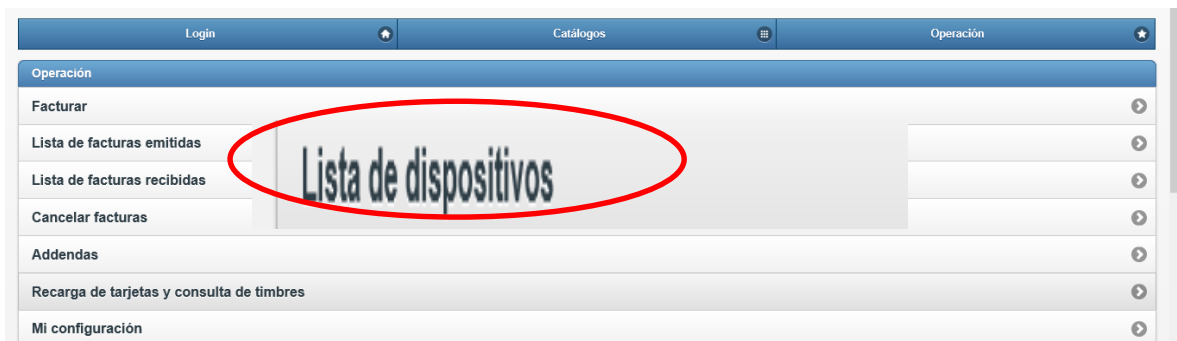 Login Catálogos Operación
Operación
Facturar
Lista de facturas emitidas
Lista de dispositivos
Lista de facturas recibidas
Cancelar facturas
Addendas
Recarga de tarjetas y consulta de timbres
Mi configuración